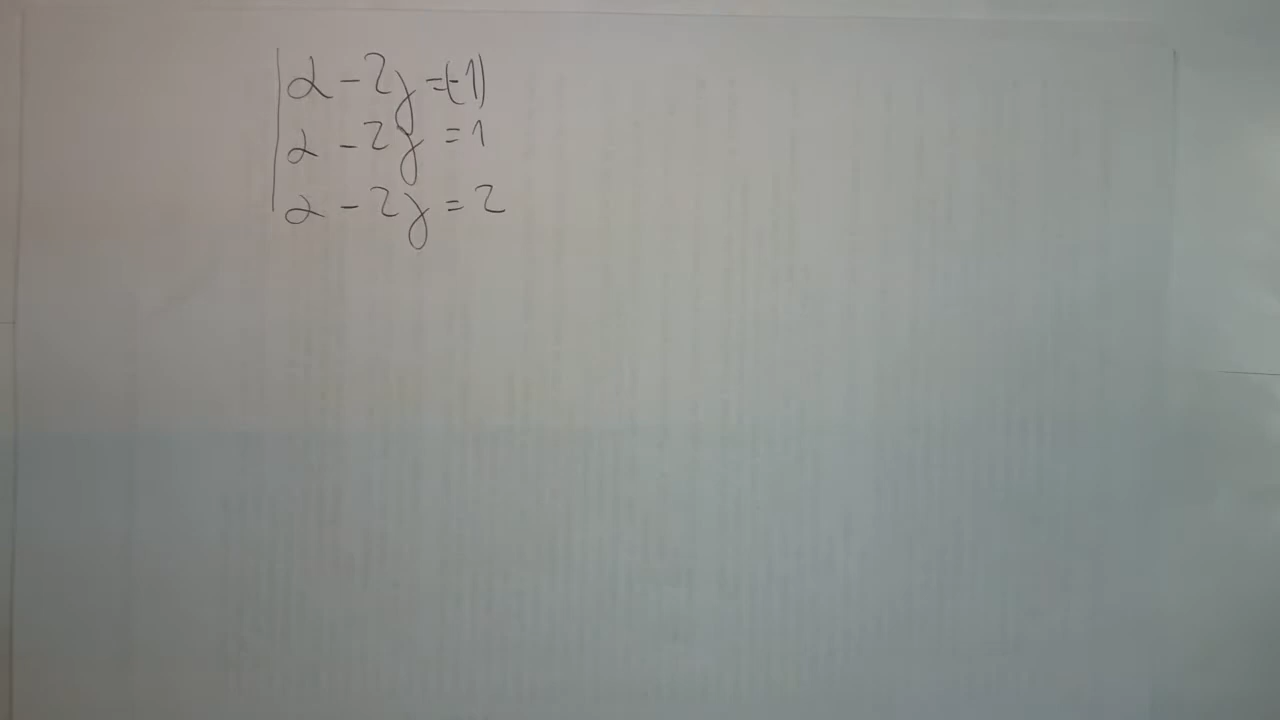 α - 2y = (-1)
α - 2y = 1
α - 2y = 2